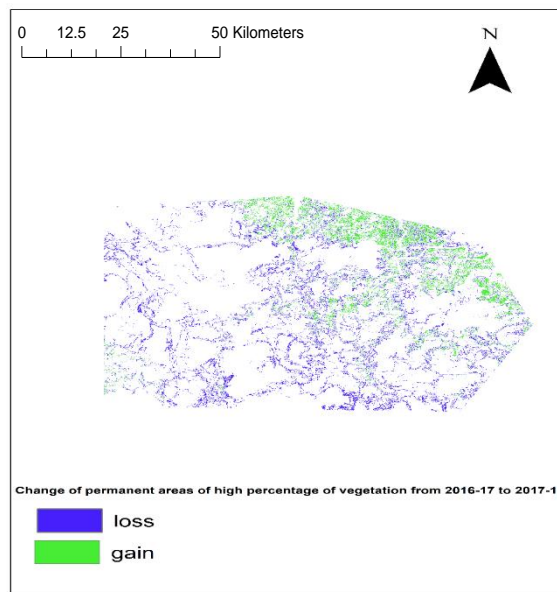 0 12.5 25 50 Kilometers
N
Change of permanent areas of high percentage of vegetation from 2016-17 to 2017-1
loss
gain